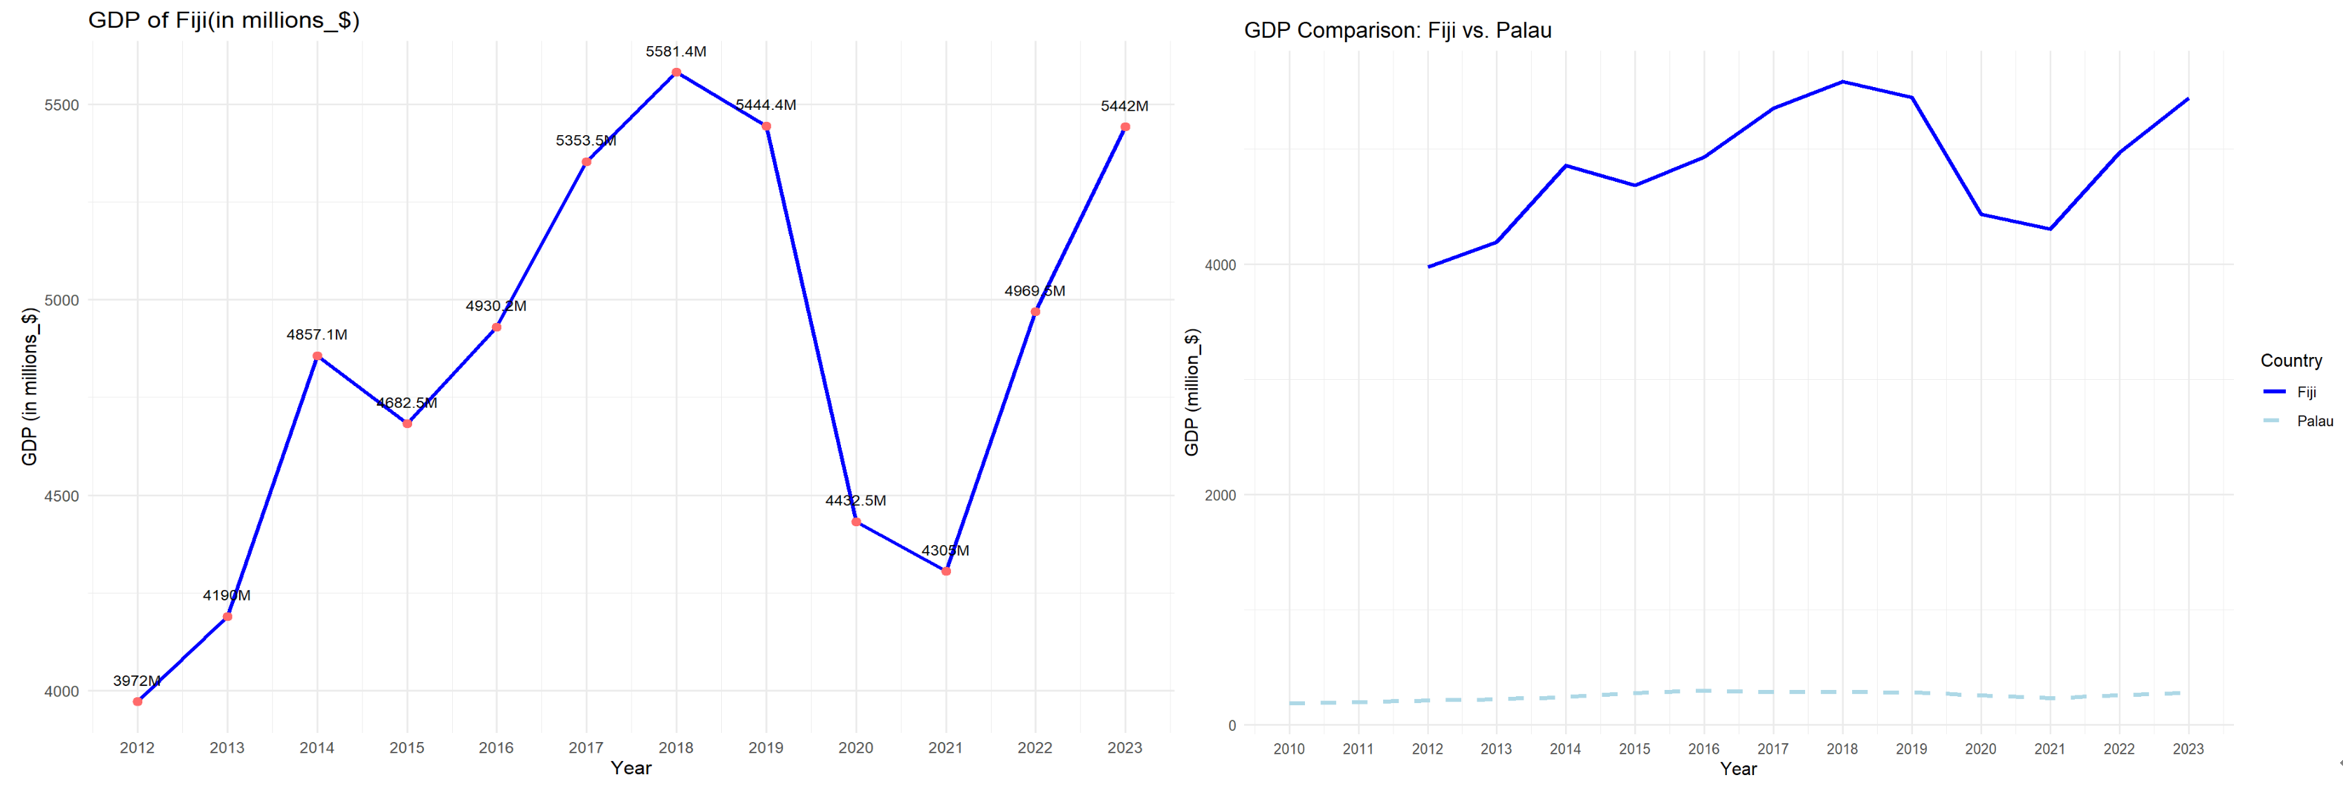 GDP of Fiji(in millions_$)
5581.4M
5444.4M
5442M
5353.5M
4969.5M
4930.2M
4857.1M
4682.5M
4432.5M
4305M
4190M
3972M
5500
5000
4500
4000
GDP (in millions_$)
2012 2013 2014 2015 2016 2017 2018 2019 2020 2021 2022 2023
Year
GDP Comparison: Fiji vs. Palau
4000
2000
0
GDP (million_$)
2010 2011 2012 2013 2014 2015 2016 2017 2018 2019 2020 2021 2022 2023
Year
Country
Fiji
Palau